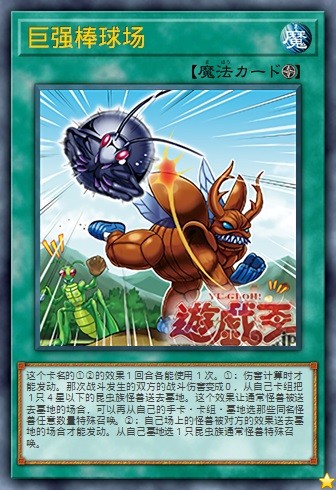 巨强棒球场
魔
【魔法カード】
YU-GI-OH!
遊戯王
这个卡名的①②的效果1回合各能使用1次。①：伤害计算时才
能发动。那次战斗发生的双方的战斗伤害变成0，从自己卡组把
1只4星以下的昆虫族怪兽送去墓地。这个效果让通常怪兽被送
去墓地的场合，可以再从自己的手卡·卡组·墓地选那些同名怪
兽任意数量特殊召唤。②：自己场上的怪兽被对方的效果送去墓
地的场合才能发动。从自己墓地选1只昆虫族通常怪兽特殊召
唤。